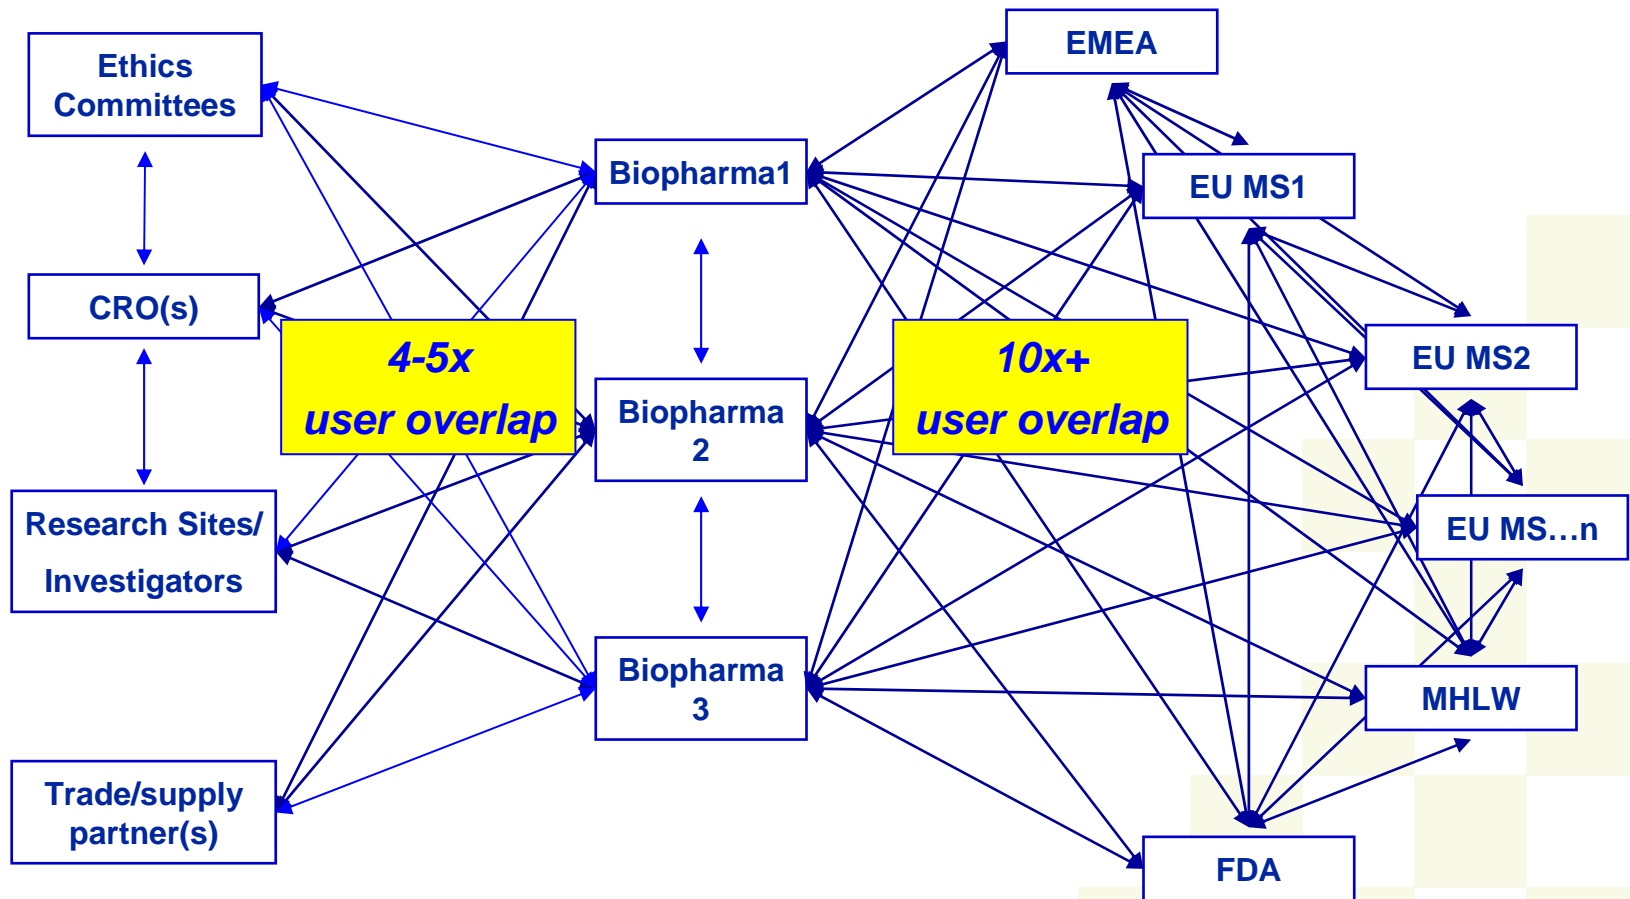 Ethics
Committees
CRO(s)
Research Sites/
Investigators
Trade/supply
partner(s)
4-5x
user overlap
Biopharma1
Biopharma
2
Biopharma
3
10x+
user overlap
EMEA
EU MS1
EU MS2
EU MS…n
MHLW
FDA